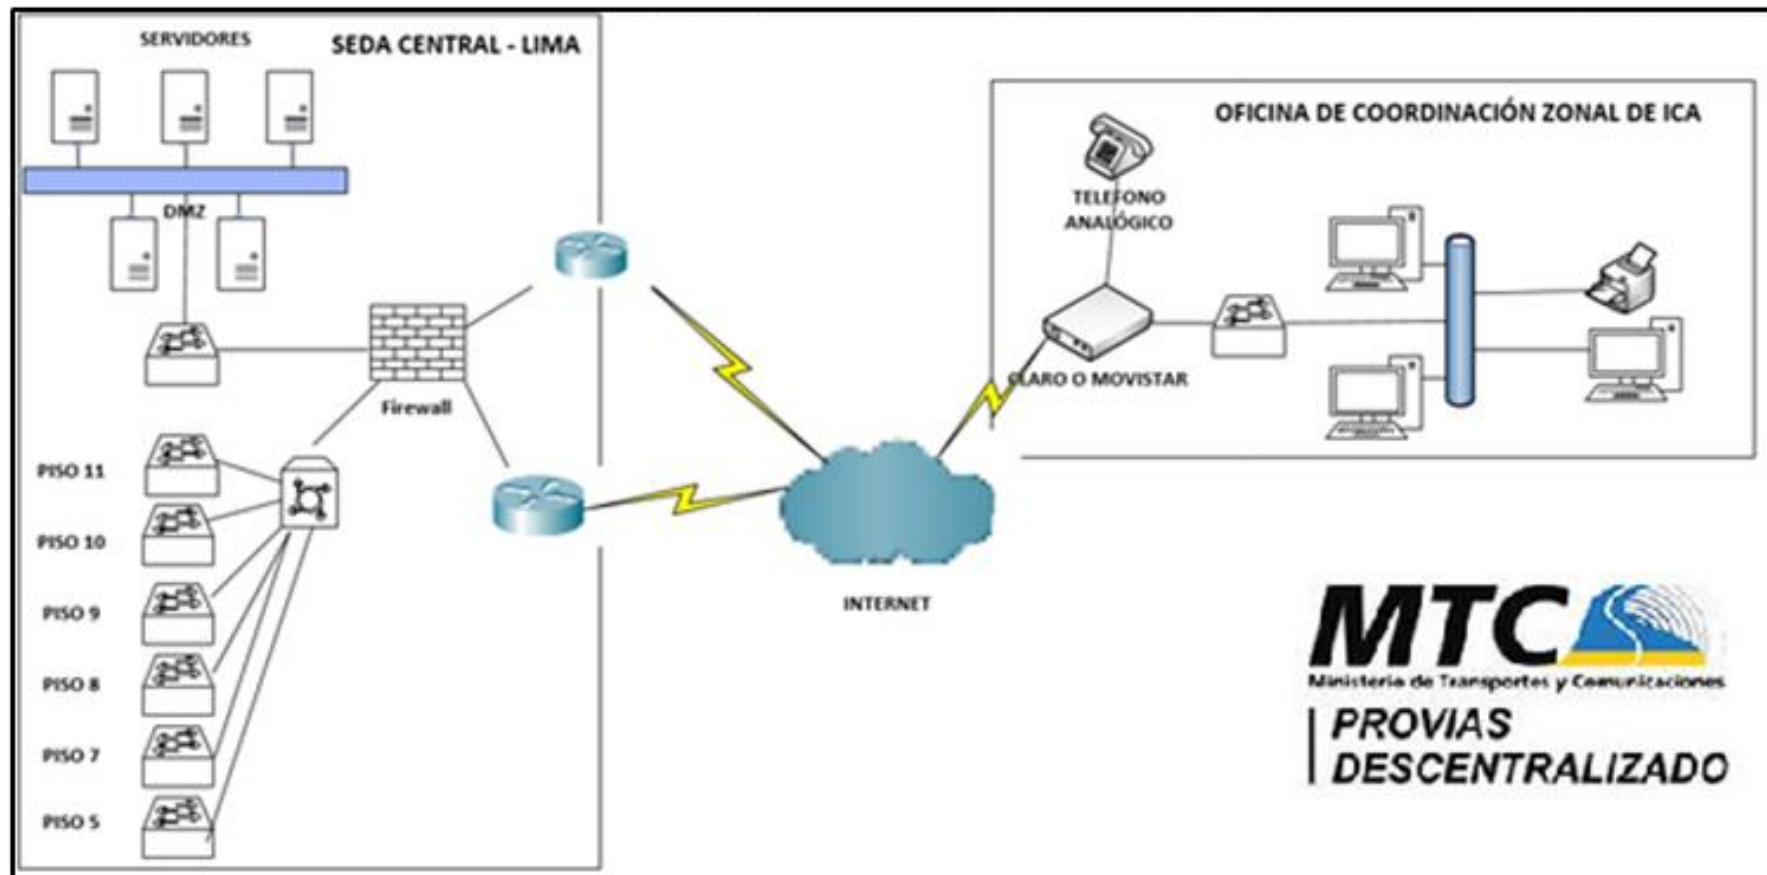 SERVIDORES
SEDA CENTRAL - LIMA
DMZ
Firewall
PISO 11
PISO 10
PISO 9
PISO 8
PISO 7
PISO 5
INTERNET
OFICINA DE COORDINACIÓN ZONAL DE ICA
TELEFONO
ANALÓGICO
CLARO O MOVISTAR
MTC
Ministerio de Transportes y Comunicaciones
PROVIAS
DESCENTRALIZADO